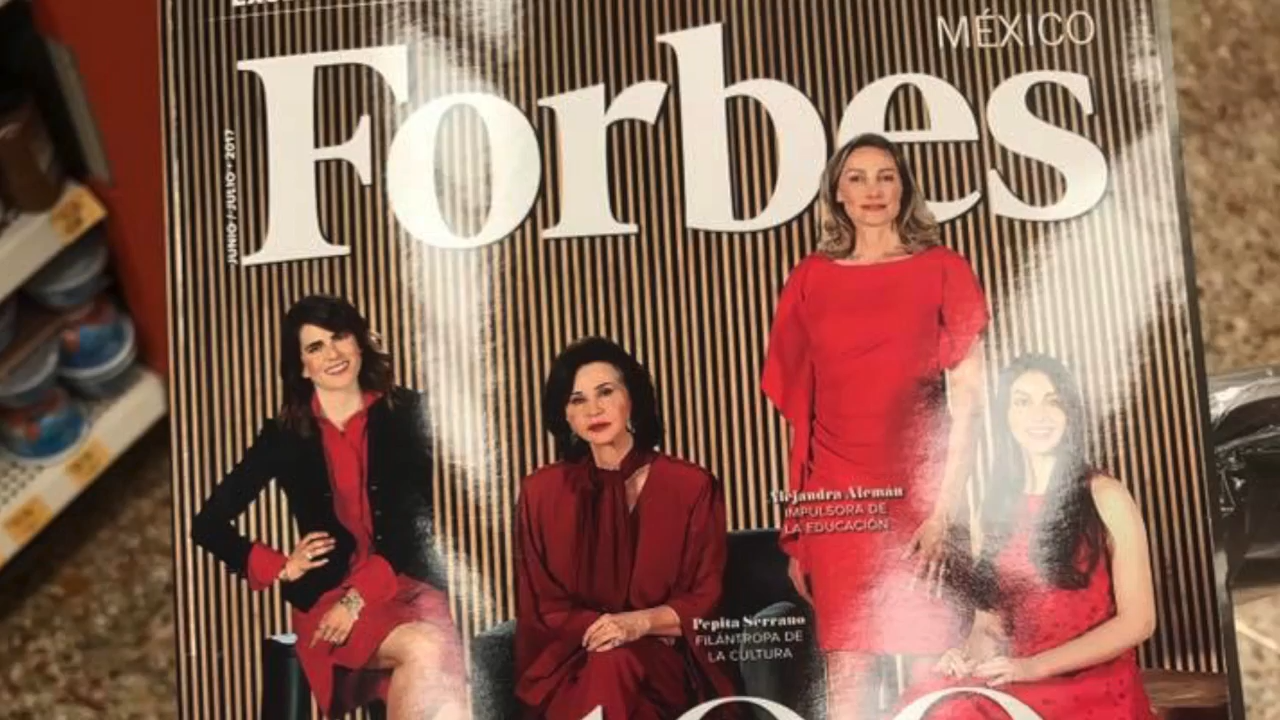 MÉXICO
Forbes
JUNIO / JULIO • 2017
Alejandra Alemán
IMPULSORA DE
LA EDUCACIÓN
Pepita Serrano
FILÁNTROPA DE
LA CULTURA